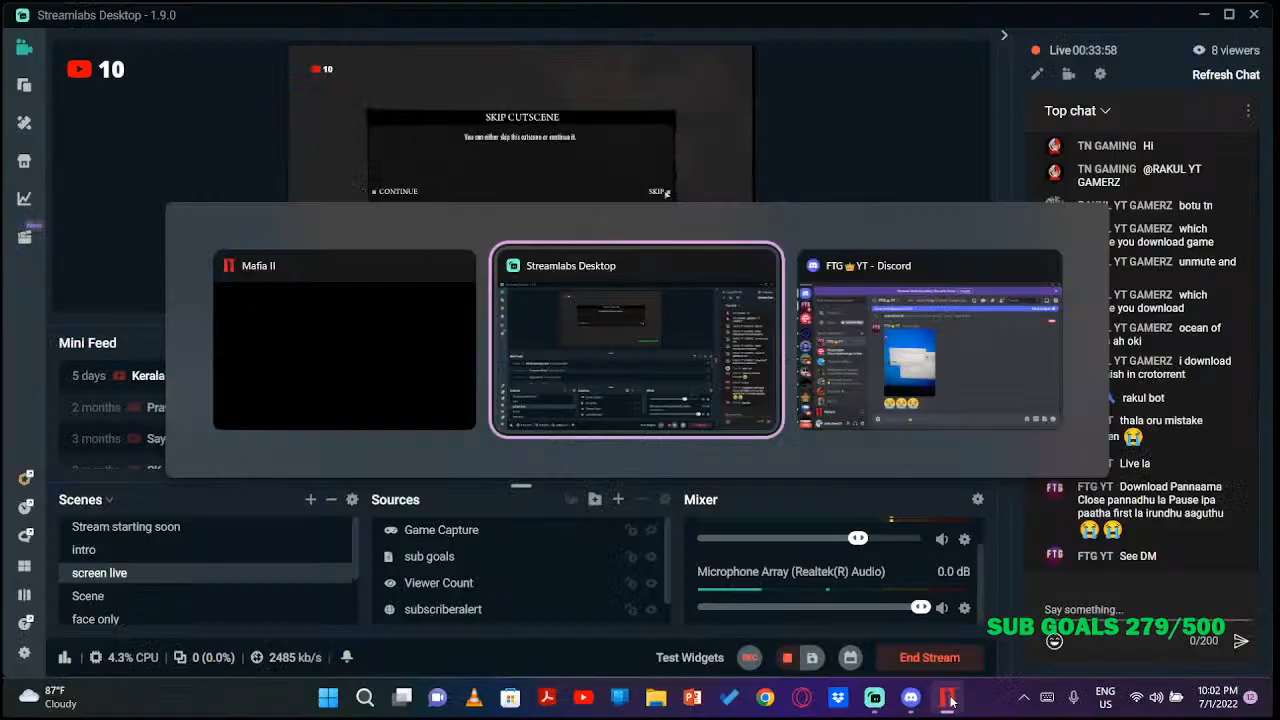 Streamlabs Desktop - 1.9.0
10
10
SKIP CUTSCENE
You can either skip this cutscene or continue it.
CONTINUE
SKIP
Live 00:33:58
8 viewers
Refresh Chat
Top chat
TN GAMING Hi
TN GAMING @RAKUL YT
GAMERZ
RAKUL YT GAMERZ botu tn
YT GAMERZ which
e you download game
YT GAMERZ unmute and
YT GAMERZ which
e you download
ocean of
ah oki
YT GAMERZ i download
ish in crotorrent
rakul bot
thala oru mistake
Live la
FTG YT Download Pannaama
Close pannadhu la Pause ipa
paatha first la irundhu aaguthu
FTG YT See DM
Say something...
0/200
SUB GOALS 279/500
Mafia II
Streamlabs Desktop
FTG👑YT - Discord
Mini Feed
5 days
Kerala
2 months
Pra
3 months
Say
Scenes
Stream starting soon
intro
screen live
Scene
face only
Sources
Game Capture
sub goals
Viewer Count
subscriberalert
Mixer
Microphone Array (Realtek(R) Audio)
0.0 dB
4.3% CPU
0 (0.0%)
2485 kb/s
Test Widgets
REC
End Stream
87°F
Cloudy
ENG
US
10:02 PM
7/1/2022
12